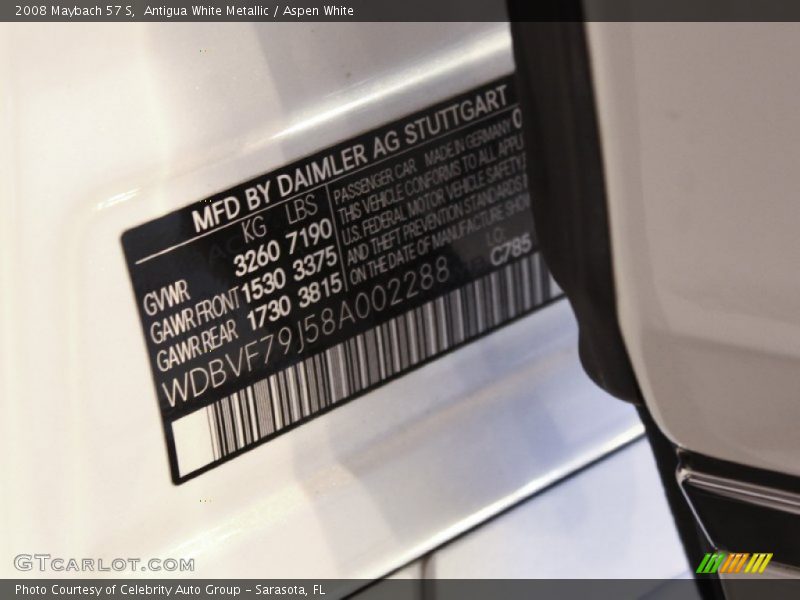 2008 Maybach 57 S, Antigua White Metallic / Aspen White
MFD BY DAIMLER AG STUTTGART
KG LBS
GVWR 3260 7190
GAWR FRONT 1530 3375
GAWR REAR 1730 3815
PASSENGER CAR MADE IN GERMANY 0
THIS VEHICLE CONFORMS TO ALL APPLI
U.S. FEDERAL MOTOR VEHICLE SAFETY
AND THEFT PREVENTION STANDARDS
ON THE DATE OF MANUFACTURE SHO
WDBVF79J58A002288
C785
GTCARLOT.COM
Photo Courtesy of Celebrity Auto Group - Sarasota, FL